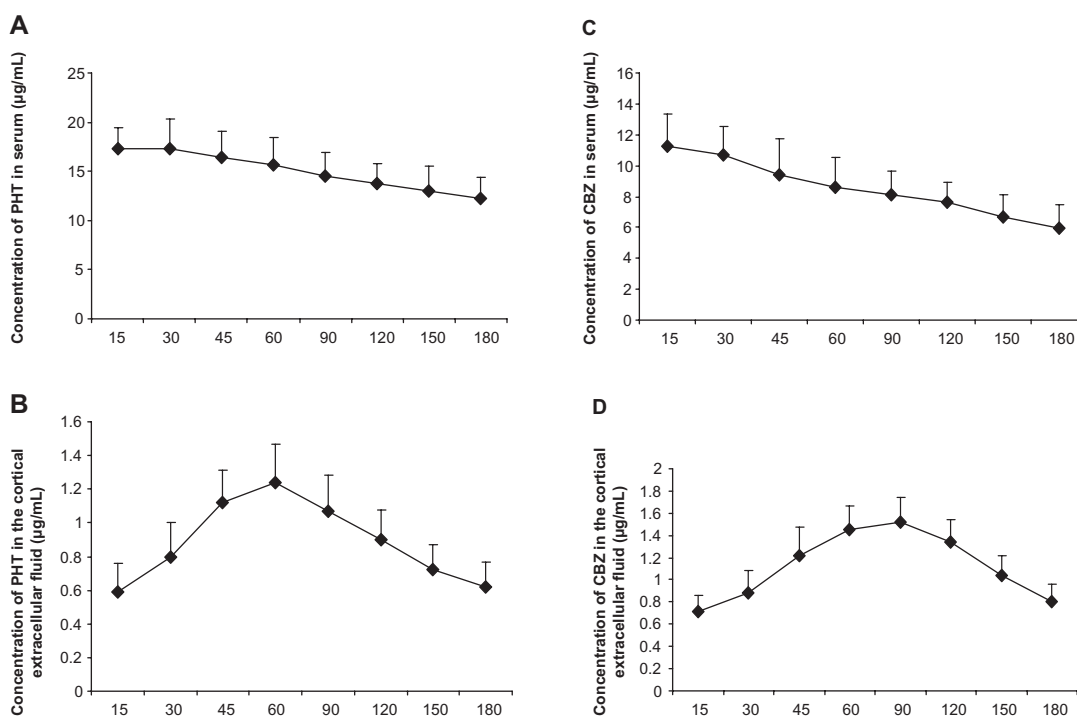 A
Concentration of PHT in serum (µg/mL)
25
20
15
10
5
0
15 30 45 60 90 120 150 180
C
Concentration of CBZ in serum (µg/mL)
16
14
12
10
8
6
4
2
0
15 30 45 60 90 120 150 180
B
Concentration of PHT in the cortical
extracellular fluid (µg/mL)
1.6
1.4
1.2
1
0.8
0.6
0.4
0.2
0
15 30 45 60 90 120 150 180
D
Concentration of CBZ in the cortical
extracellular fluid (µg/mL)
2
1.8
1.6
1.4
1.2
1
0.8
0.6
0.4
0.2
0
15 30 45 60 90 120 150 180